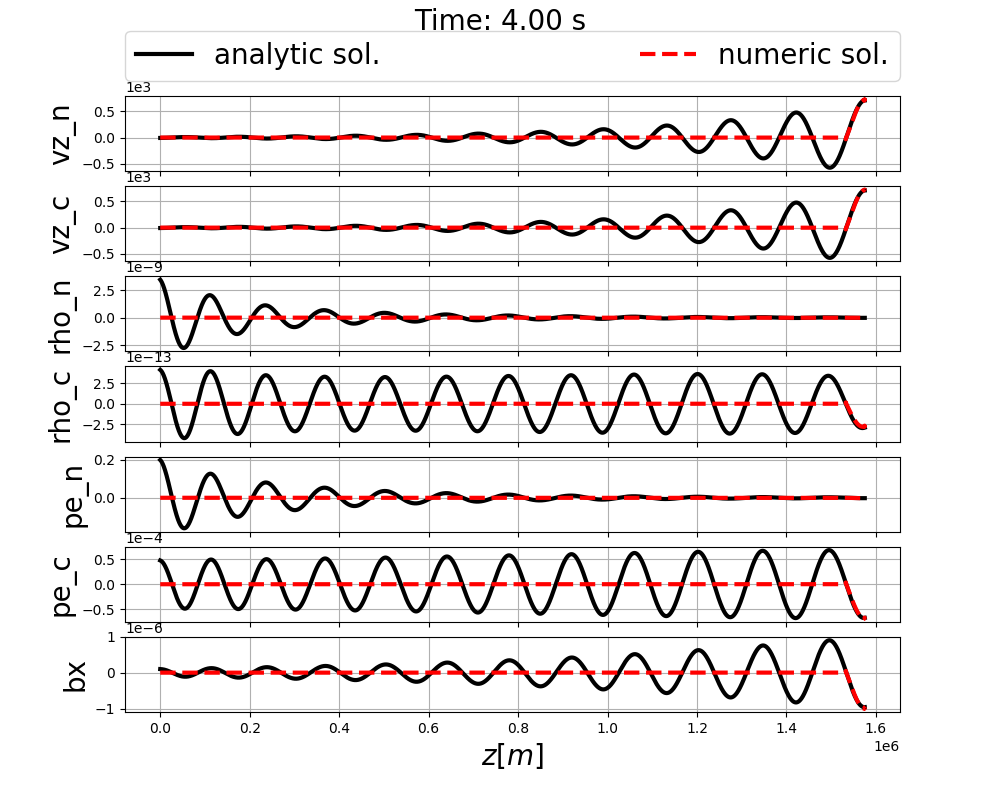 Time: 4.00 s
analytic sol. numeric sol.
1e3
vz_n
0.5
0.0
−0.5
1e3
vz_c
0.5
0.0
−0.5
1e−9
rho_n
2.5
0.0
−2.5
1e−13
rho_c
2.5
0.0
−2.5
pe_n
0.2
0.0
1e−4
pe_c
0.5
0.0
−0.5
1e−6
bx
1
0
−1
0.0 0.2 0.4 0.6 0.8 1.0 1.2 1.4 1.6
1e6
z[m]